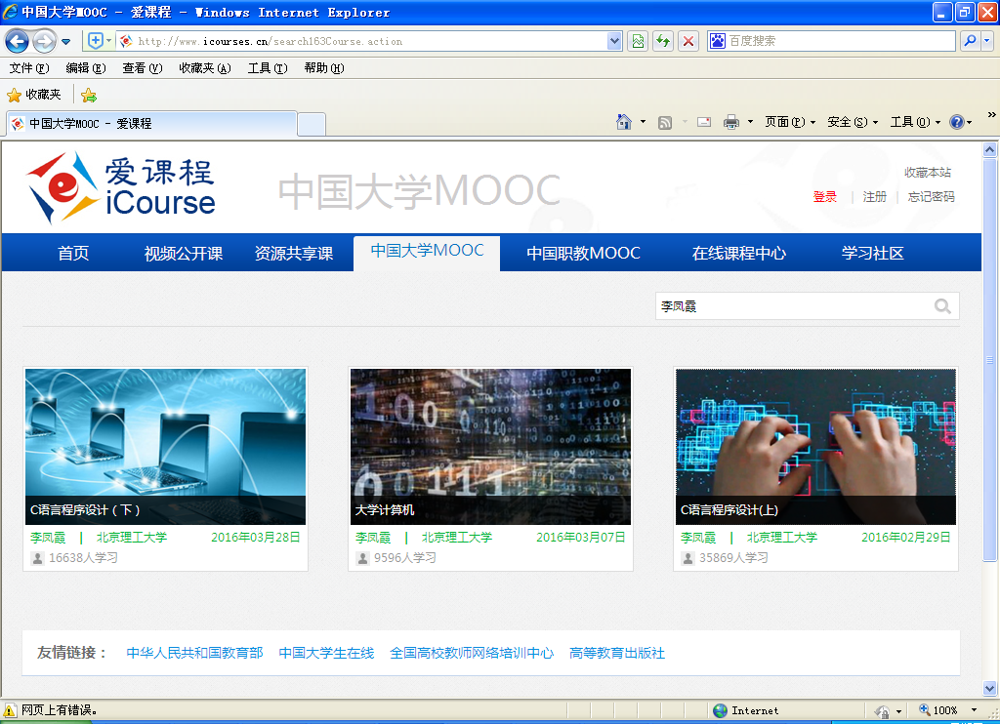 中国大学MOOC - 爱课程 - Windows Internet Explorer
http://www.icourses.cn/search163Course.action
百度搜索
文件(F) 编辑(E) 查看(V) 收藏夹(A) 工具(T) 帮助(H)
收藏夹
中国大学MOOC - 爱课程
页面(P) 安全(S) 工具(O) »
爱课程
iCourse
中国大学MOOC
收藏本站
登录 | 注册 | 忘记密码
首页 视频公开课 资源共享课 中国大学MOOC 中国职教MOOC 在线课程中心 学习社区
李凤霞
C语言程序设计(下)
李凤霞 | 北京理工大学 2016年03月28日
16638人学习
大学计算机
李凤霞 | 北京理工大学 2016年03月07日
9596人学习
C语言程序设计(上)
李凤霞 | 北京理工大学 2016年02月29日
35869人学习
友情链接: 中华人民共和国教育部 中国大学生在线 全国高校教师网络培训中心 高等教育出版社
网页上有错误。 Internet 100%